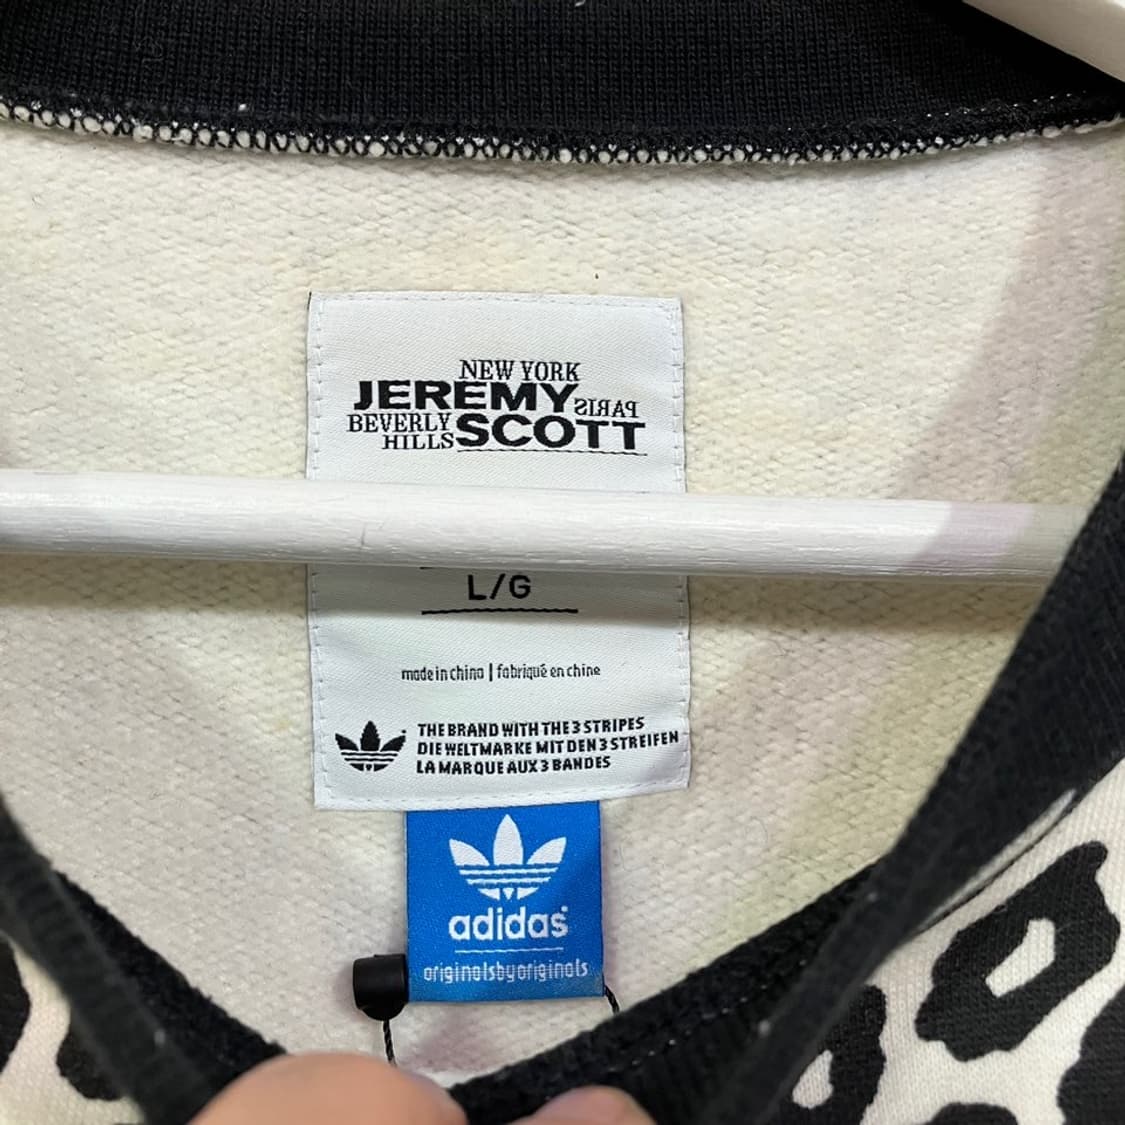 NEW YORK
JEREMY
PARIS
BEVERLY
HILLS
SCOTT
L/G
made in china | fabriqué en chine
THE BRAND WITH THE 3 STRIPES
DIE WELTMARKE MIT DEN 3 STREIFEN
LA MARQUE AUX 3 BANDES
adidas
originalsbyoriginals